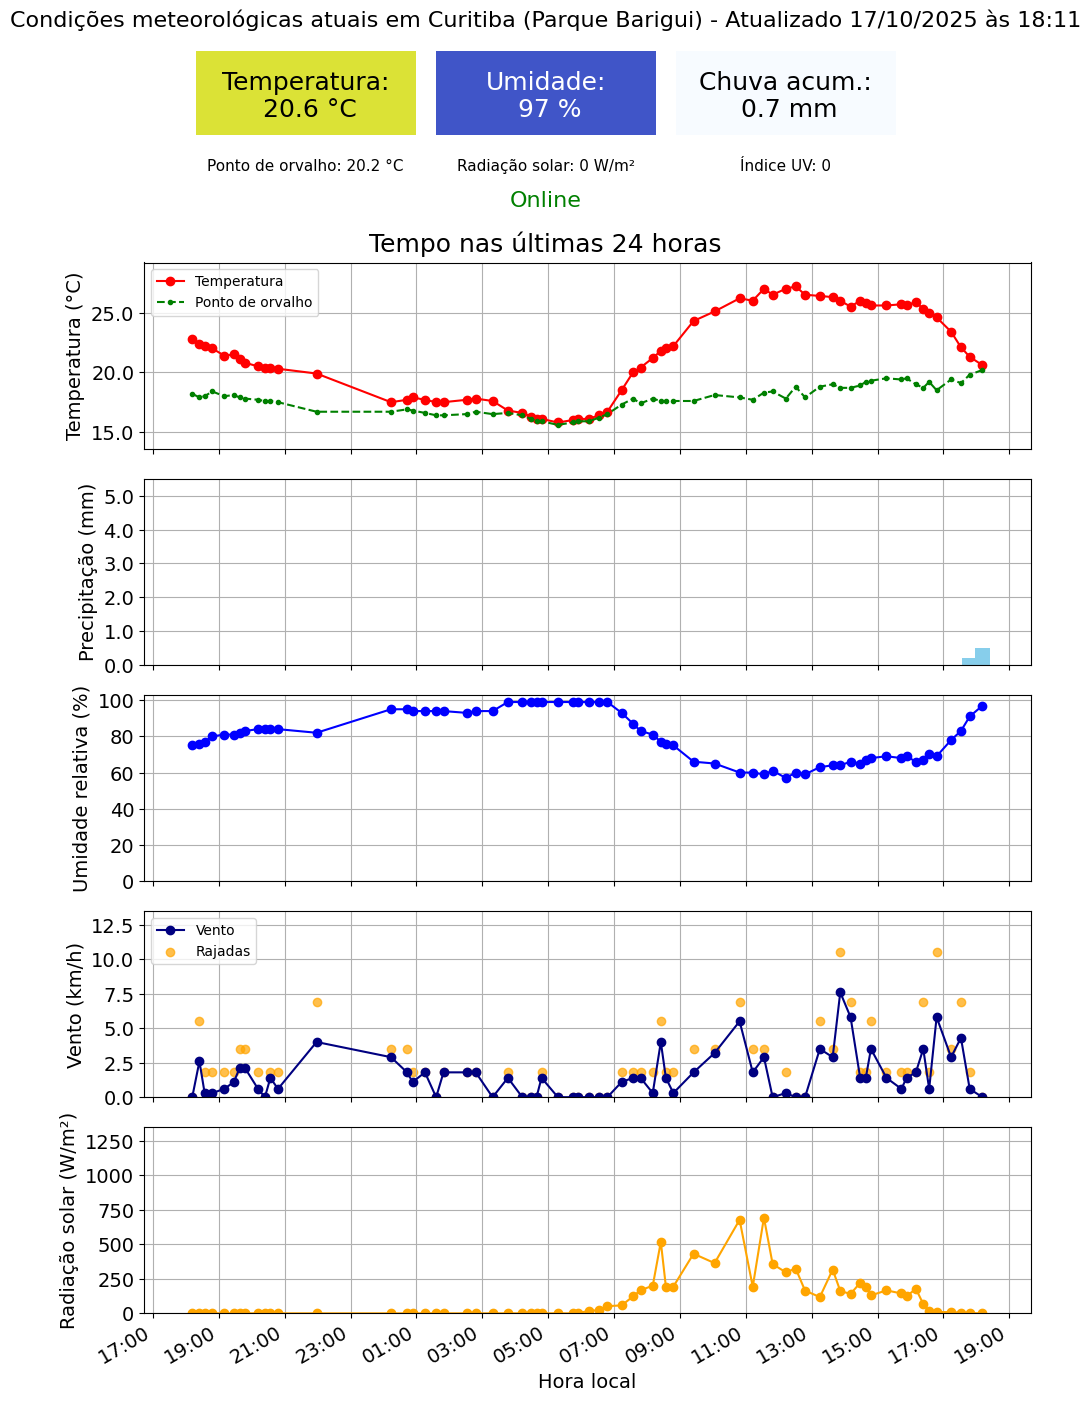 Condições meteorológicas atuais em Curitiba (Parque Barigui) - Atualizado 17/10/2025 às 18:11
Temperatura:
20.6 °C
Umidade:
97 %
Chuva acum.:
0.7 mm
Ponto de orvalho: 20.2 °C
Radiação solar: 0 W/m²
Índice UV: 0
Online
Tempo nas últimas 24 horas
Temperatura (°C)
25.0
20.0
15.0
Temperatura
Ponto de orvalho
Precipitação (mm)
5.0
4.0
3.0
2.0
1.0
0.0
Umidade relativa (%)
100
80
60
40
20
0
Vento (km/h)
12.5
10.0
7.5
5.0
2.5
0.0
Vento
Rajadas
Radiação solar (W/m²)
1250
1000
750
500
250
0
17:00
19:00
21:00
23:00
01:00
03:00
05:00
07:00
09:00
11:00
13:00
15:00
17:00
19:00
Hora local